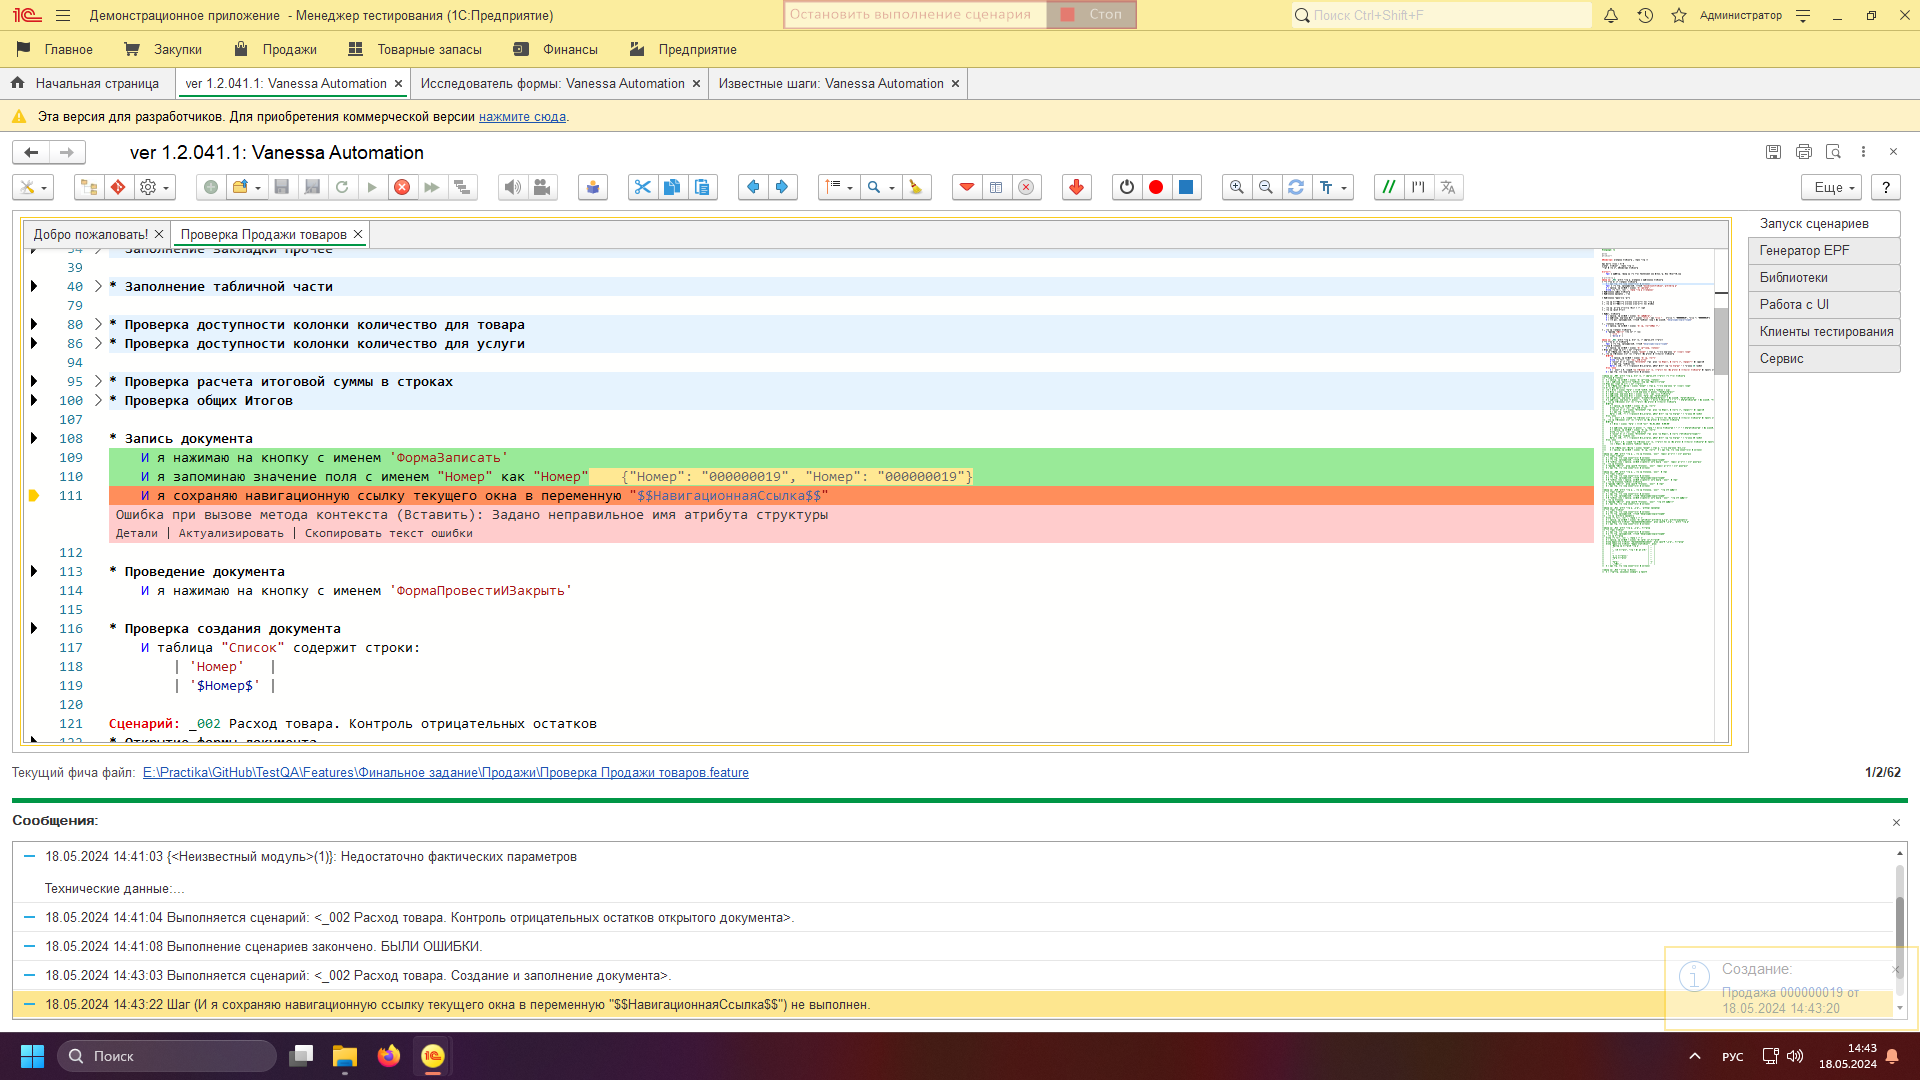 Демонстрационное приложение - Менеджер тестирования (1С:Предприятие)
Остановить выполнение сценария
Стоп
Поиск Ctrl+Shift+F
Администратор
Главное
Закупки
Продажи
Товарные запасы
Финансы
Предприятие
Начальная страница
ver 1.2.041.1: Vanessa Automation
Исследователь формы: Vanessa Automation
Известные шаги: Vanessa Automation
Эта версия для разработчиков. Для приобретения коммерческой версии нажмите сюда.
ver 1.2.041.1: Vanessa Automation
Еще
?
Добро пожаловать!
Проверка Продажи товаров
34 Заполнение закладки Прочее
39
40 * Заполнение табличной части
79
80 * Проверка доступности колонки количество для товара
86 * Проверка доступности колонки количество для услуги
94
95 * Проверка расчета итоговой суммы в строках
100 * Проверка общих Итогов
107
108 * Запись документа
109 И я нажимаю на кнопку с именем 'ФормаЗаписать'
110 И я запоминаю значение поля с именем "Номер" как "Номер" {"Номер": "000000019", "Номер": "000000019"}
111 И я сохраняю навигационную ссылку текущего окна в переменную "$$НавигационнаяСсылка$$"
Ошибка при вызове метода контекста (Вставить): Задано неправильное имя атрибута структуры
Детали | Актуализировать | Скопировать текст ошибки
112
113 * Проведение документа
114 И я нажимаю на кнопку с именем 'ФормаПровестиИЗакрыть'
115
116 * Проверка создания документа
117 И таблица "Список" содержит строки:
118 | 'Номер' |
119 | '$Номер$' |
120
121 Сценарий: _002 Расход товара. Контроль отрицательных остатков
122 * Открытие формы документа
Запуск сценариев
Генератор EPF
Библиотеки
Работа с UI
Клиенты тестирования
Сервис
Текущий фича файл: E:\Practika\GitHub\TestQA\Features\Финальное задание\Продажи\Проверка Продажи товаров.feature
1/2/62
Сообщения:
18.05.2024 14:41:03 {<Неизвестный модуль>(1)}: Недостаточно фактических параметров
Технические данные:...
18.05.2024 14:41:04 Выполняется сценарий: <_002 Расход товара. Контроль отрицательных остатков открытого документа>.
18.05.2024 14:41:08 Выполнение сценариев закончено. БЫЛИ ОШИБКИ.
18.05.2024 14:43:03 Выполняется сценарий: <_002 Расход товара. Создание и заполнение документа>.
18.05.2024 14:43:22 Шаг (И я сохраняю навигационную ссылку текущего окна в переменную "$$НавигационнаяСсылка$$") не выполнен.
Создание:
Продажа 000000019 от
18.05.2024 14:43:20
Поиск
РУС
14:43
18.05.2024